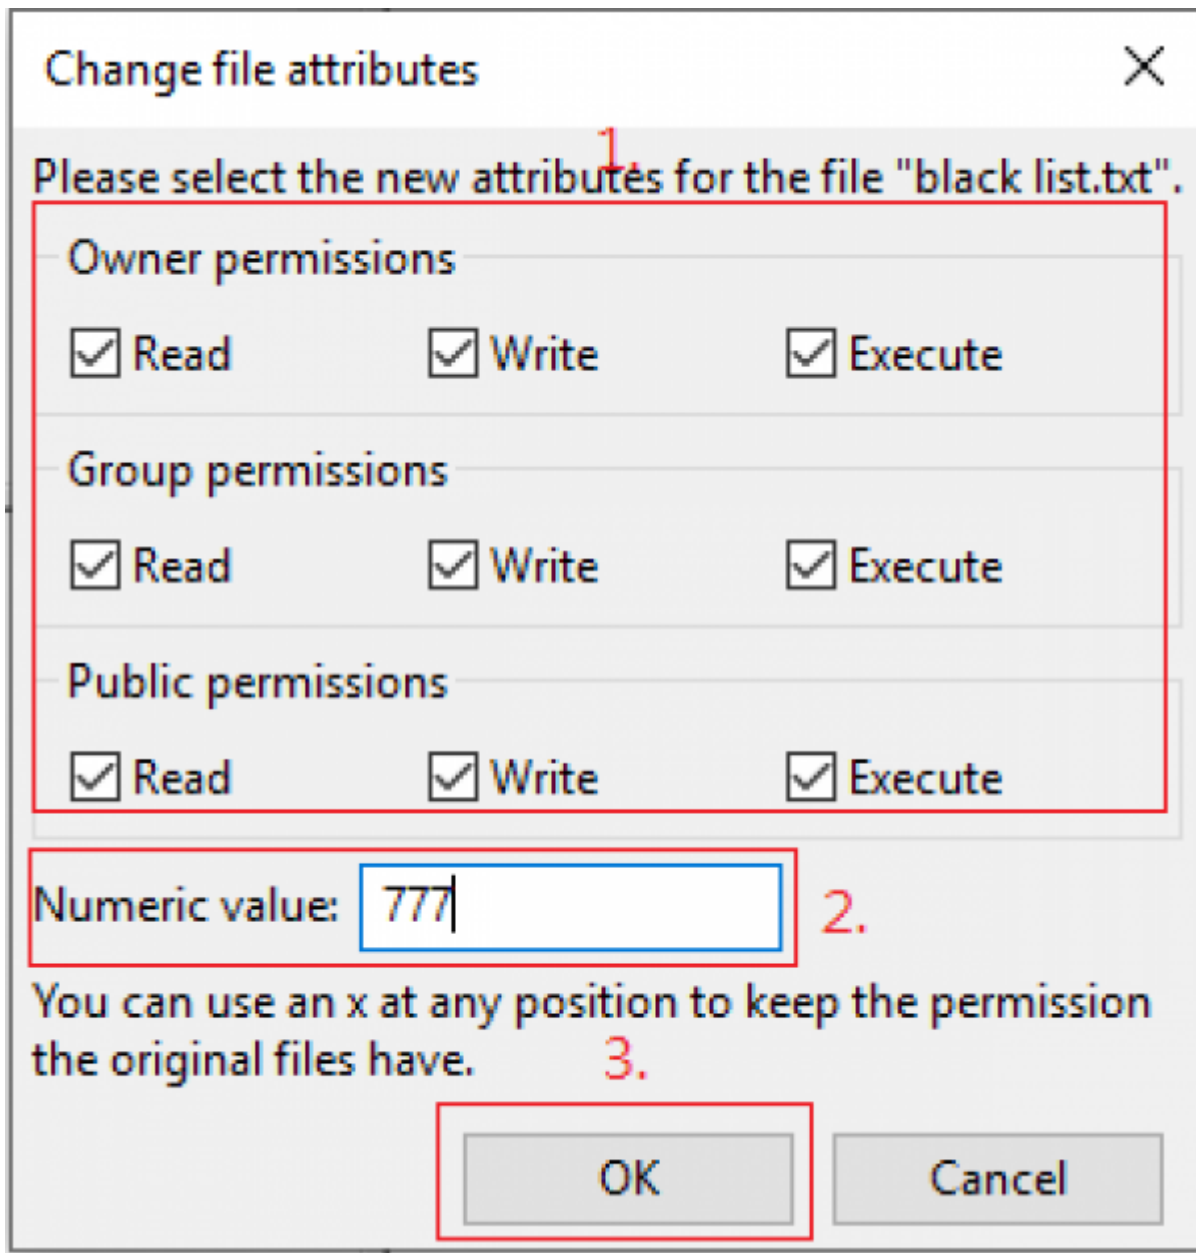 Change file attributes
1.
Please select the new attributes for the file "black list.txt".
Owner permissions
Read Write Execute
Group permissions
Read Write Execute
Public permissions
Read Write Execute
Numeric value: 777 2.
You can use an x at any position to keep the permission
the original files have. 3.
OK Cancel